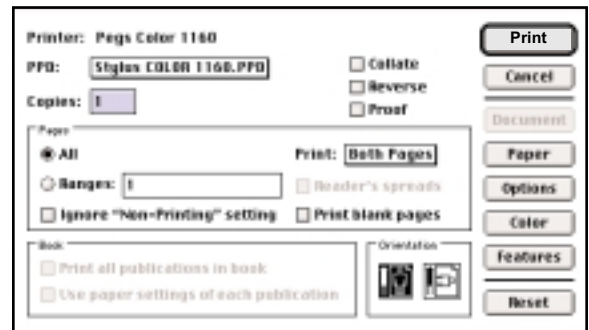 Printer: Pegs Color 1160
Print
PPD: Stylus COLOR 1160.PPD
Collate
Cancel
Reverse
Copies: 1
Proof
Document
Pages
All
Print: Both Pages
Paper
Ranges: 1
Reader's spreads
Options
Ignore "Non-Printing" setting
Print blank pages
Color
Book
Orientation
Features
Print all publications in book
Use paper settings of each publication
Reset